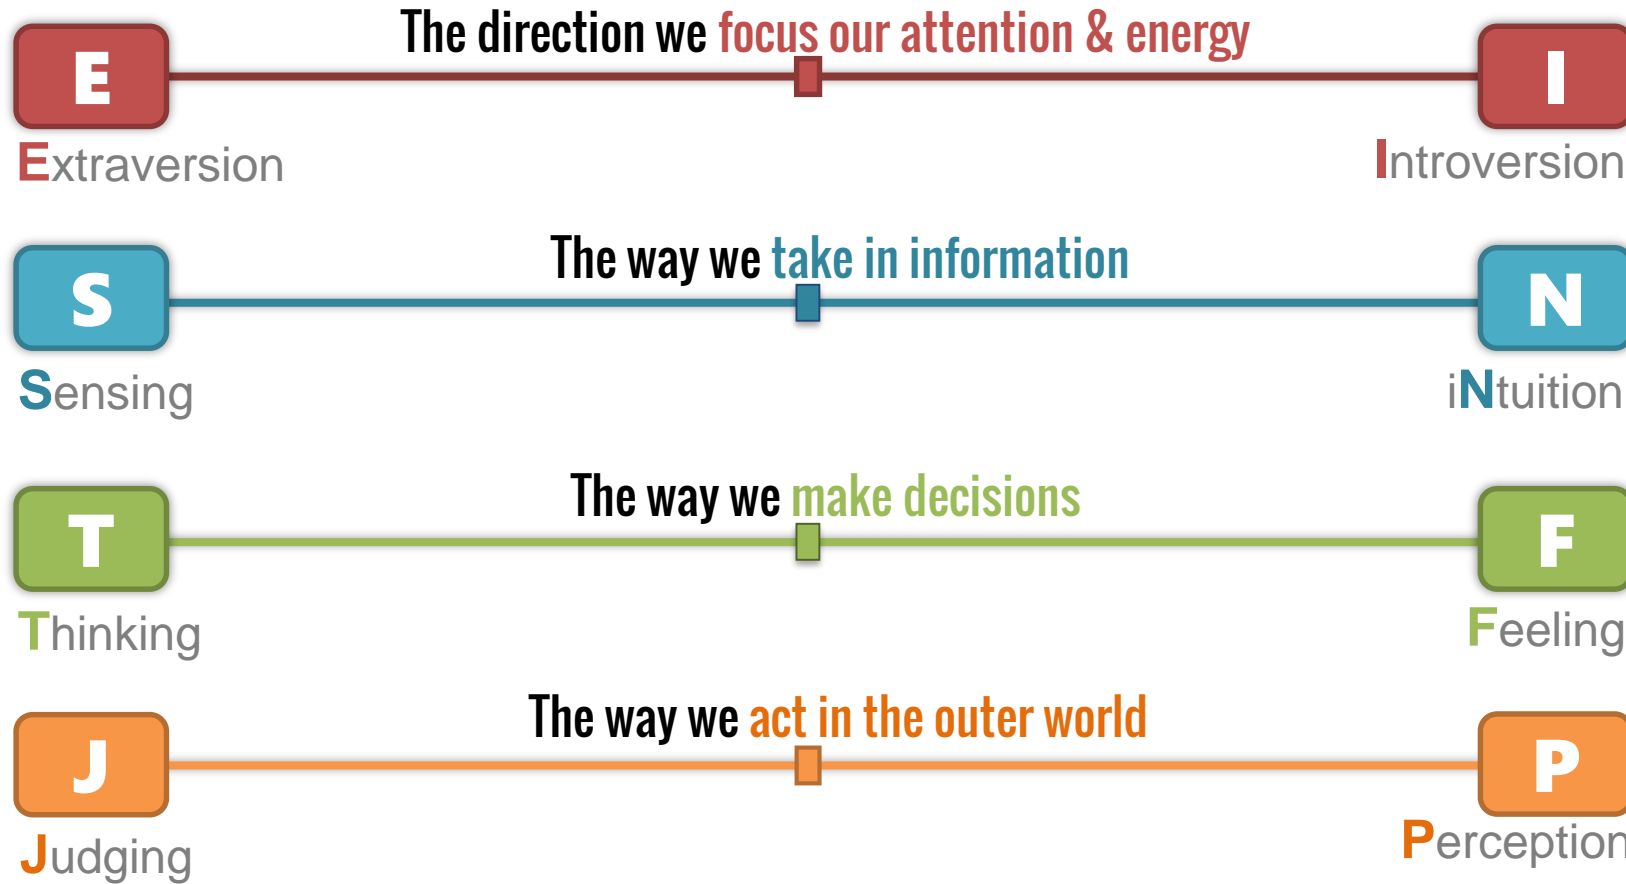 The direction we focus our attention & energy
E
I
Extraversion
Introversion
The way we take in information
S
N
Sensing
iNtuition
The way we make decisions
T
F
Thinking
Feeling
The way we act in the outer world
J
P
Judging
Perception